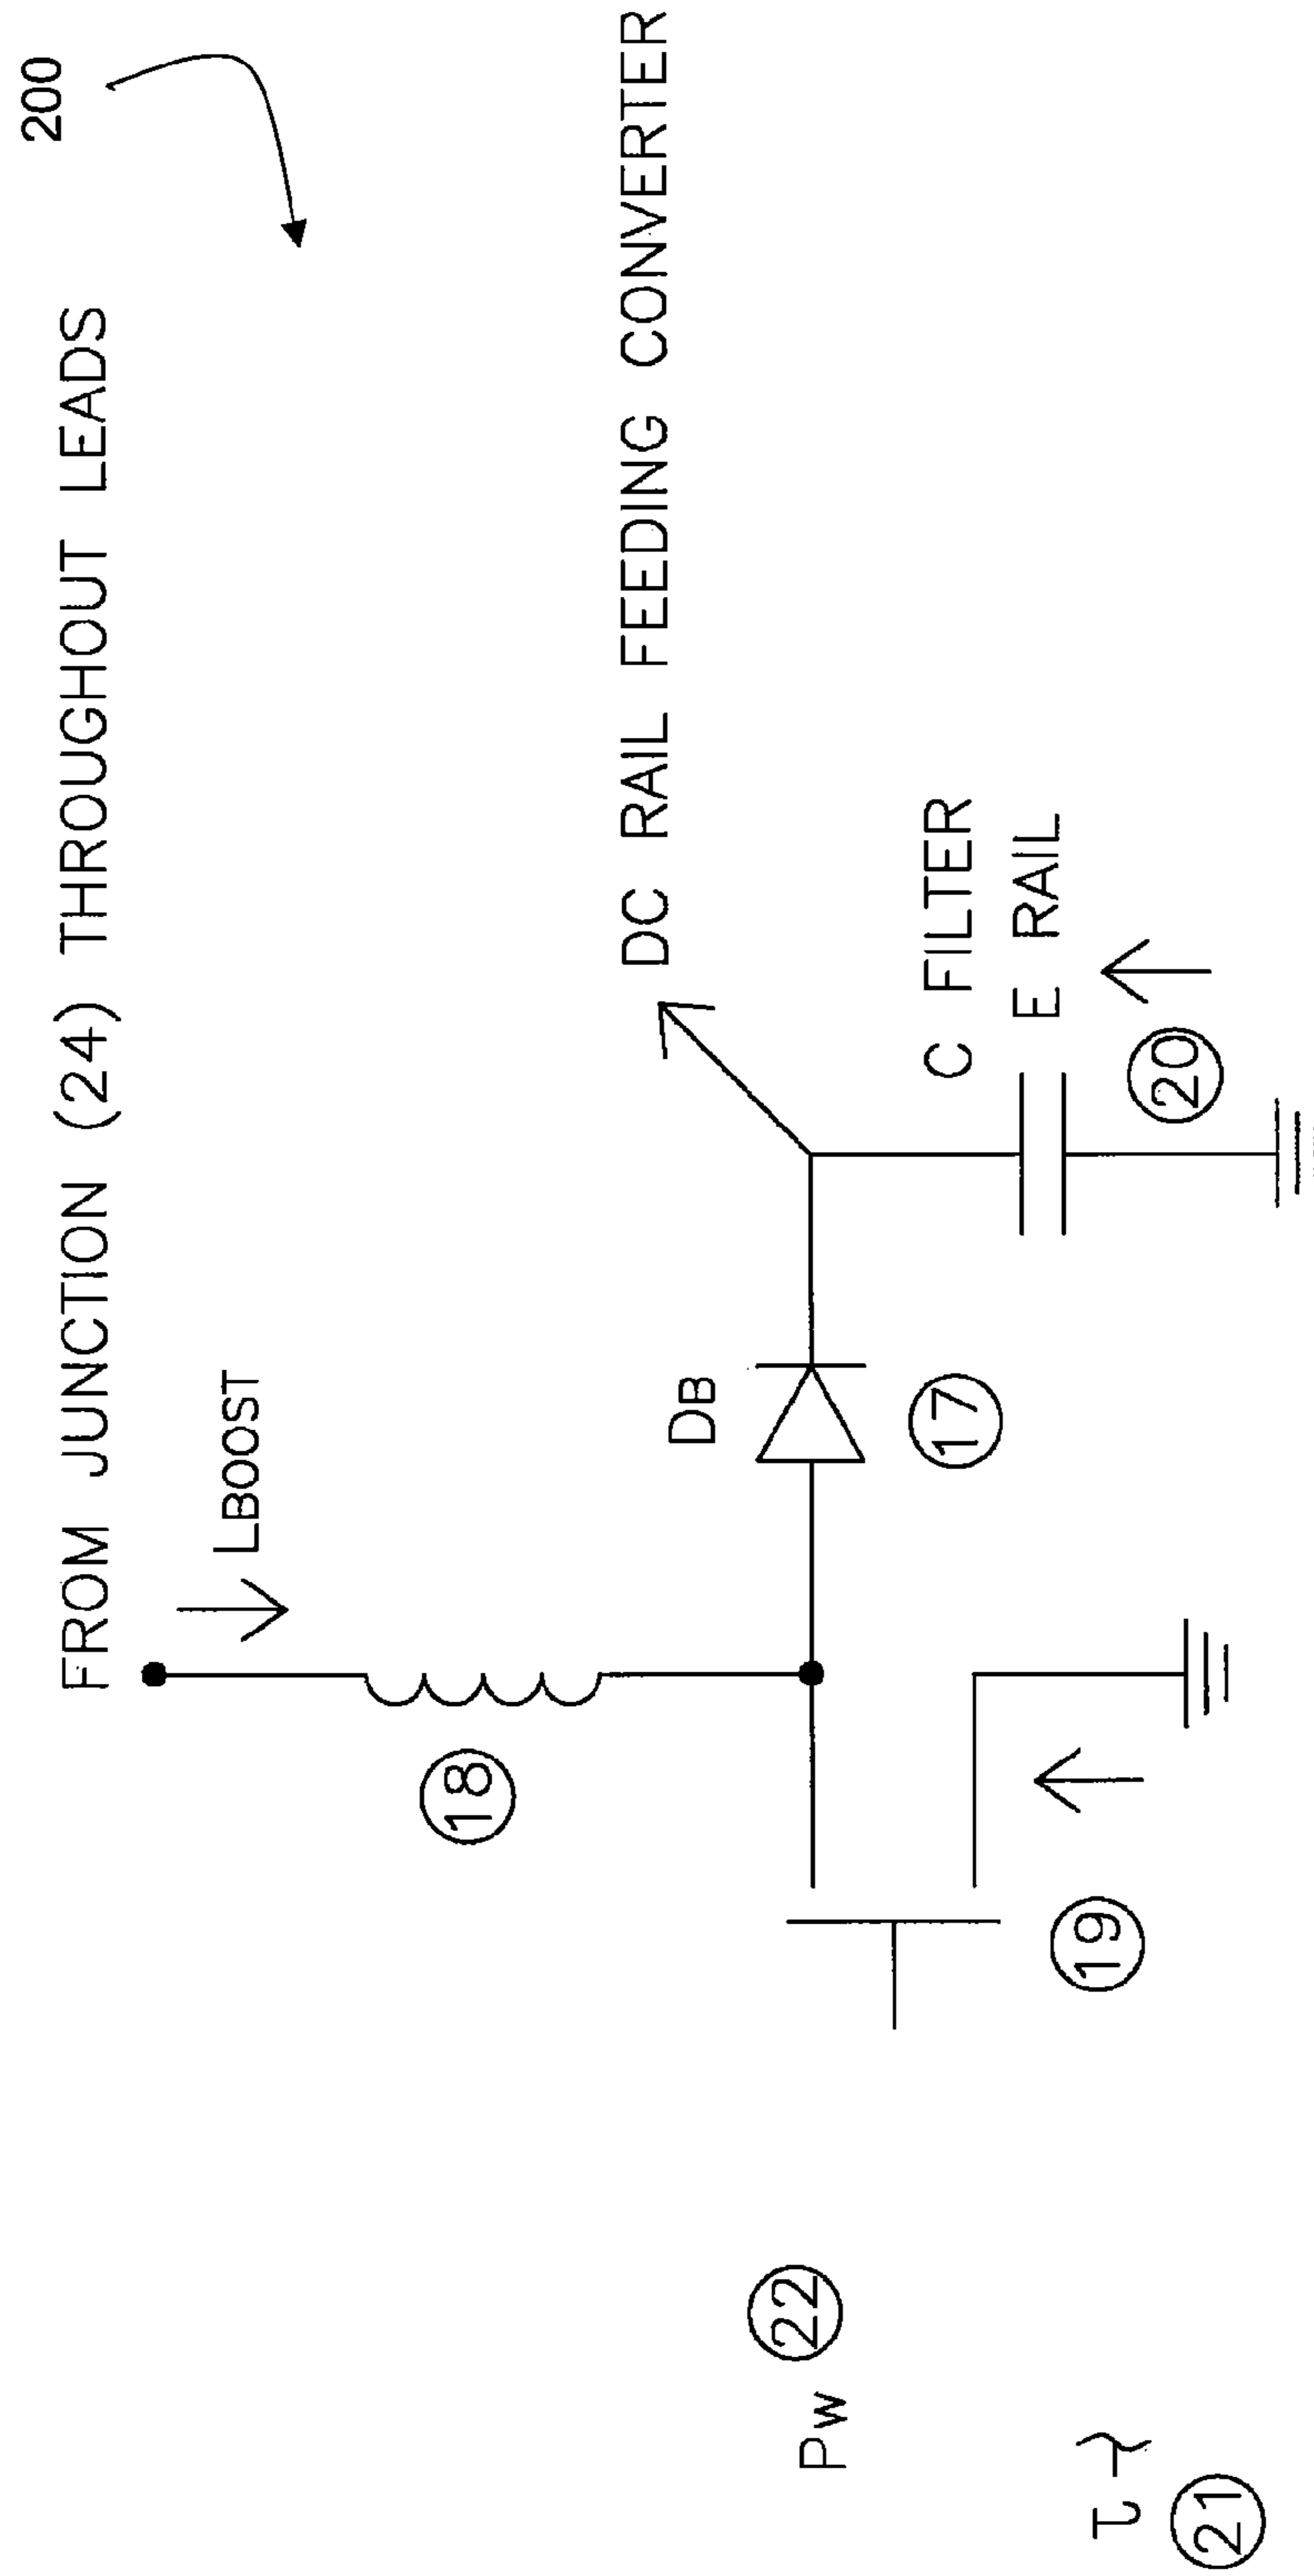 200
FROM JUNCTION (24) THROUGHOUT LEADS
LBOOST
18
DC RAIL FEEDING CONVERTER
DB
17
C FILTER
E RAIL
20
19
PW 22
τ
21